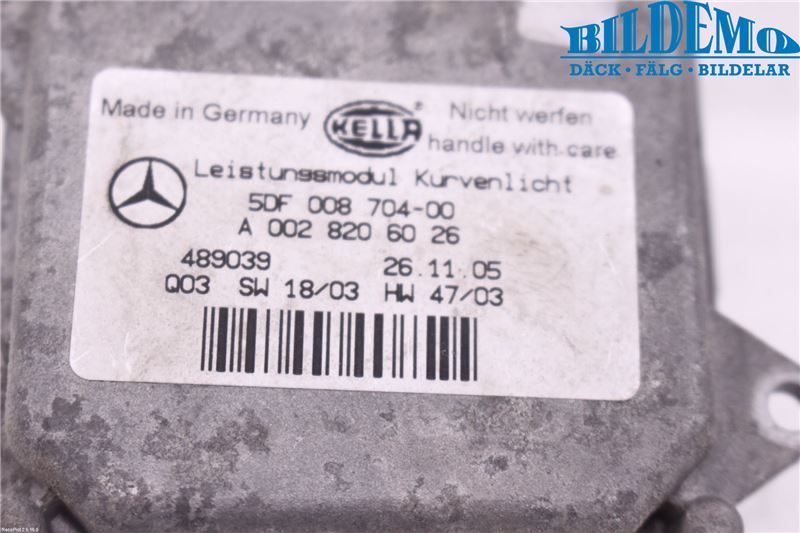 BILDEMO
DÄCK • FÄLG • BILDELAR
Made in Germany HELLA ® Nicht werfen
handle with care
Leistungsmodul Kurvenlicht
5DF 008 704-00
A 002 820 60 26
489039 26.11.05
Q03 SW 18/03 HW 47/03